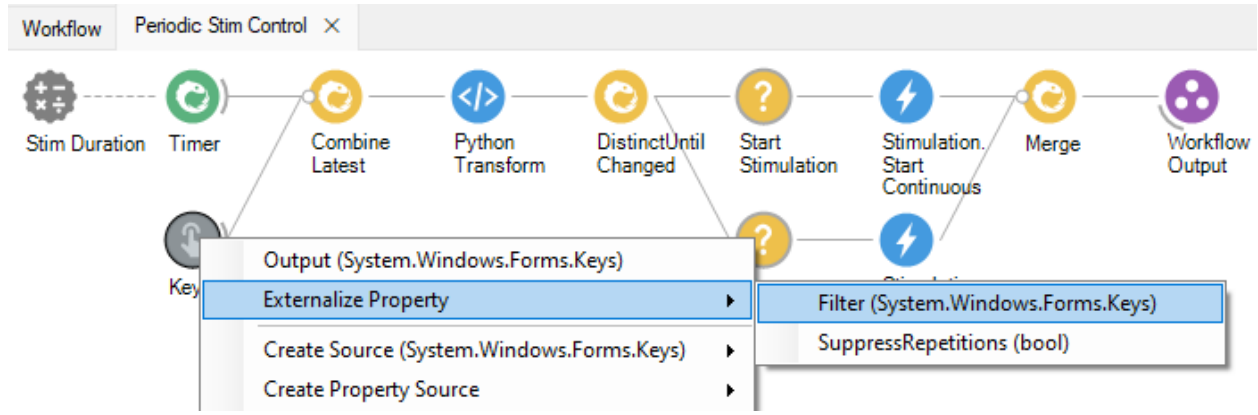 Workflow
Periodic Stim Control ×
Stim Duration
Timer
Combine
Latest
Python
Transform
DistinctUntil
Changed
Start
Stimulation
Stimulation.
Start
Continuous
Merge
Workflow
Output
Key
Output (System.Windows.Forms.Keys)
Externalize Property
Create Source (System.Windows.Forms.Keys)
Create Property Source
Filter (System.Windows.Forms.Keys)
SuppressRepetitions (bool)